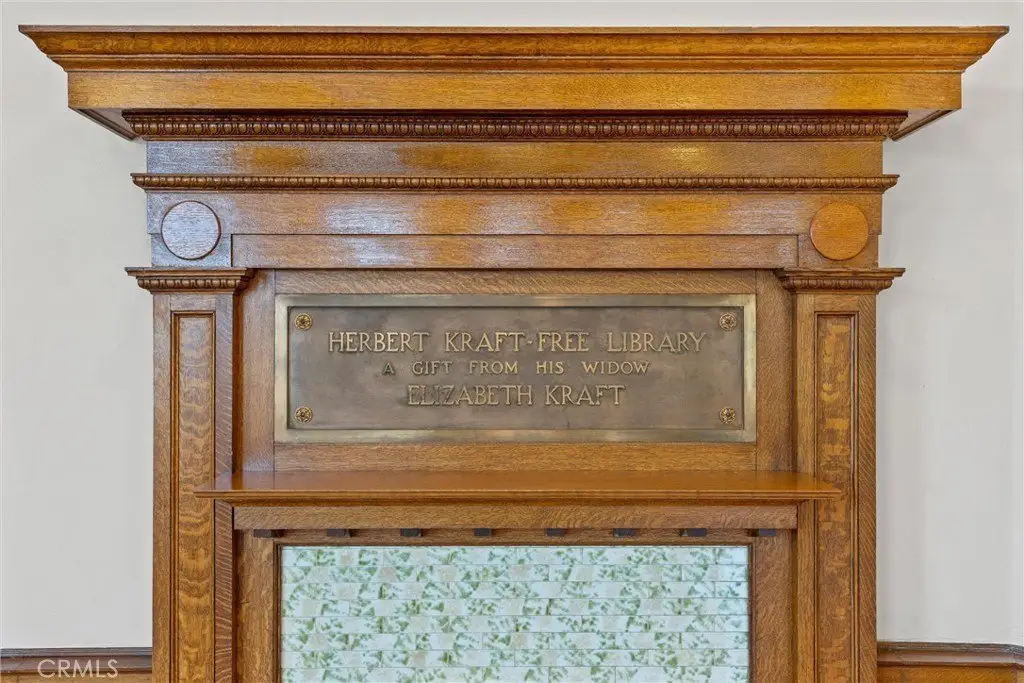 HERBERT KRAFT-FREE LIBRARY
A GIFT FROM HIS WIDOW
ELIZABETH KRAFT
CRMLS